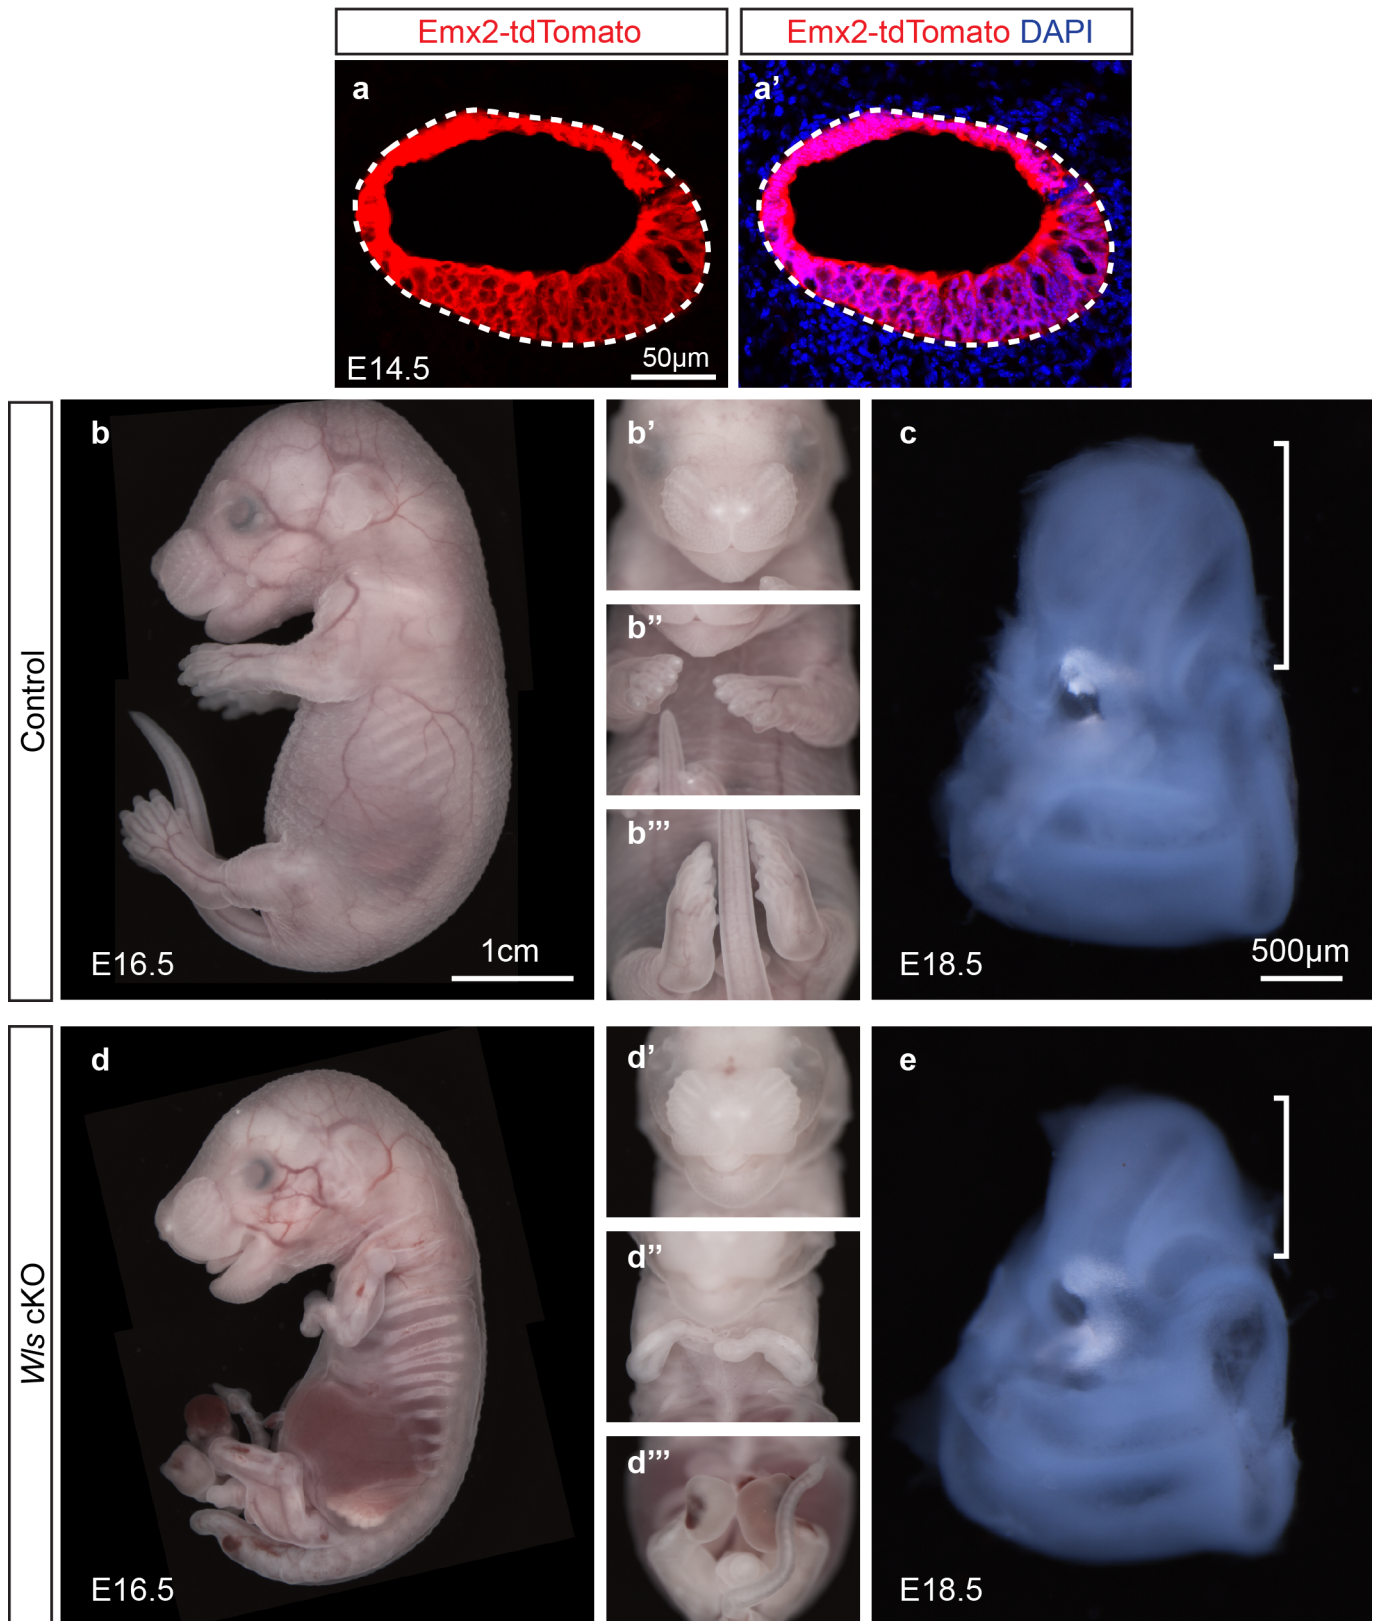 Emx2-tdTomato
Emx2-tdTomato DAPI
a
a’
E14.5
50µm
Control
b
E16.5
1cm
b’
b’’
b’’’
c
E18.5
500µm
Wls cKO
d
E16.5
d’
d’’
d’’’
e
E18.5